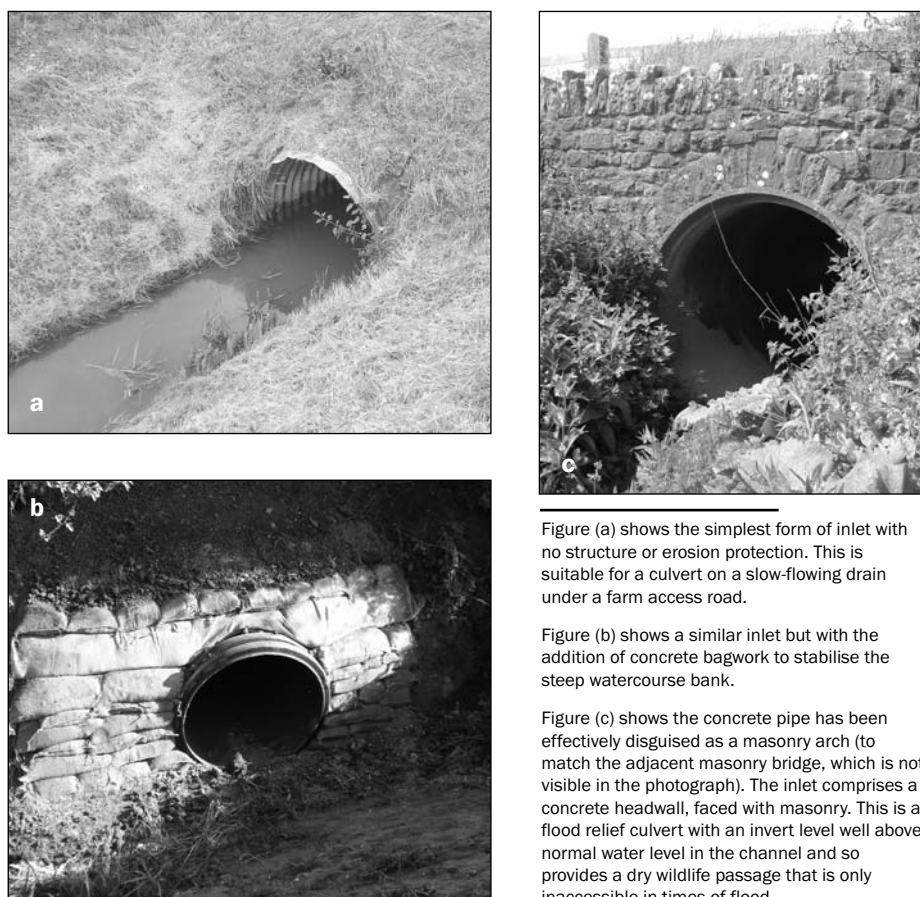 a
b
c
Figure (a) shows the simplest form of inlet with
no structure or erosion protection. This is
suitable for a culvert on a slow-flowing drain
under a farm access road.
Figure (b) shows a similar inlet but with the
addition of concrete bagwork to stabilise the
steep watercourse bank.
Figure (c) shows the concrete pipe has been
effectively disguised as a masonry arch (to
match the adjacent masonry bridge, which is not
visible in the photograph). The inlet comprises a
concrete headwall, faced with masonry. This is a
flood relief culvert with an invert level well above
normal water level in the channel and so
provides a dry wildlife passage that is only
inaccessible in times of flood